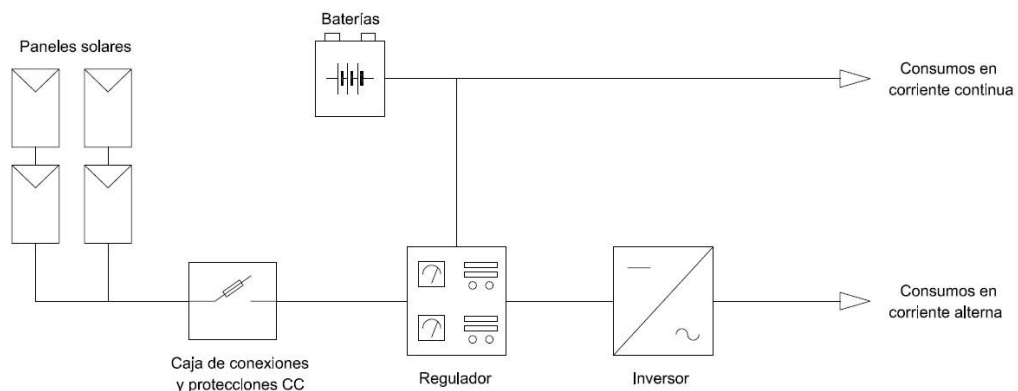 Baterías
Paneles solares
Consumos en
corriente continua
Consumos en
corriente alterna
Caja de conexiones
y protecciones CC
Regulador
Inversor